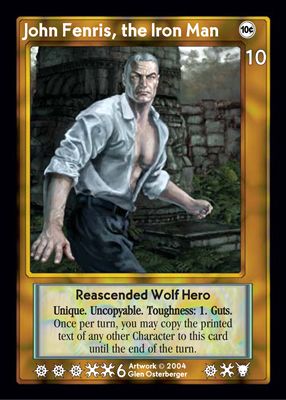 John Fenris, the Iron Man
10¢
10
Reascended Wolf Hero
Unique. Uncopyable. Toughness: 1. Guts.
Once per turn, you may copy the printed
text of any other Character to this card
until the end of the turn.
6
Artwork © 2004
Glen Osterberger